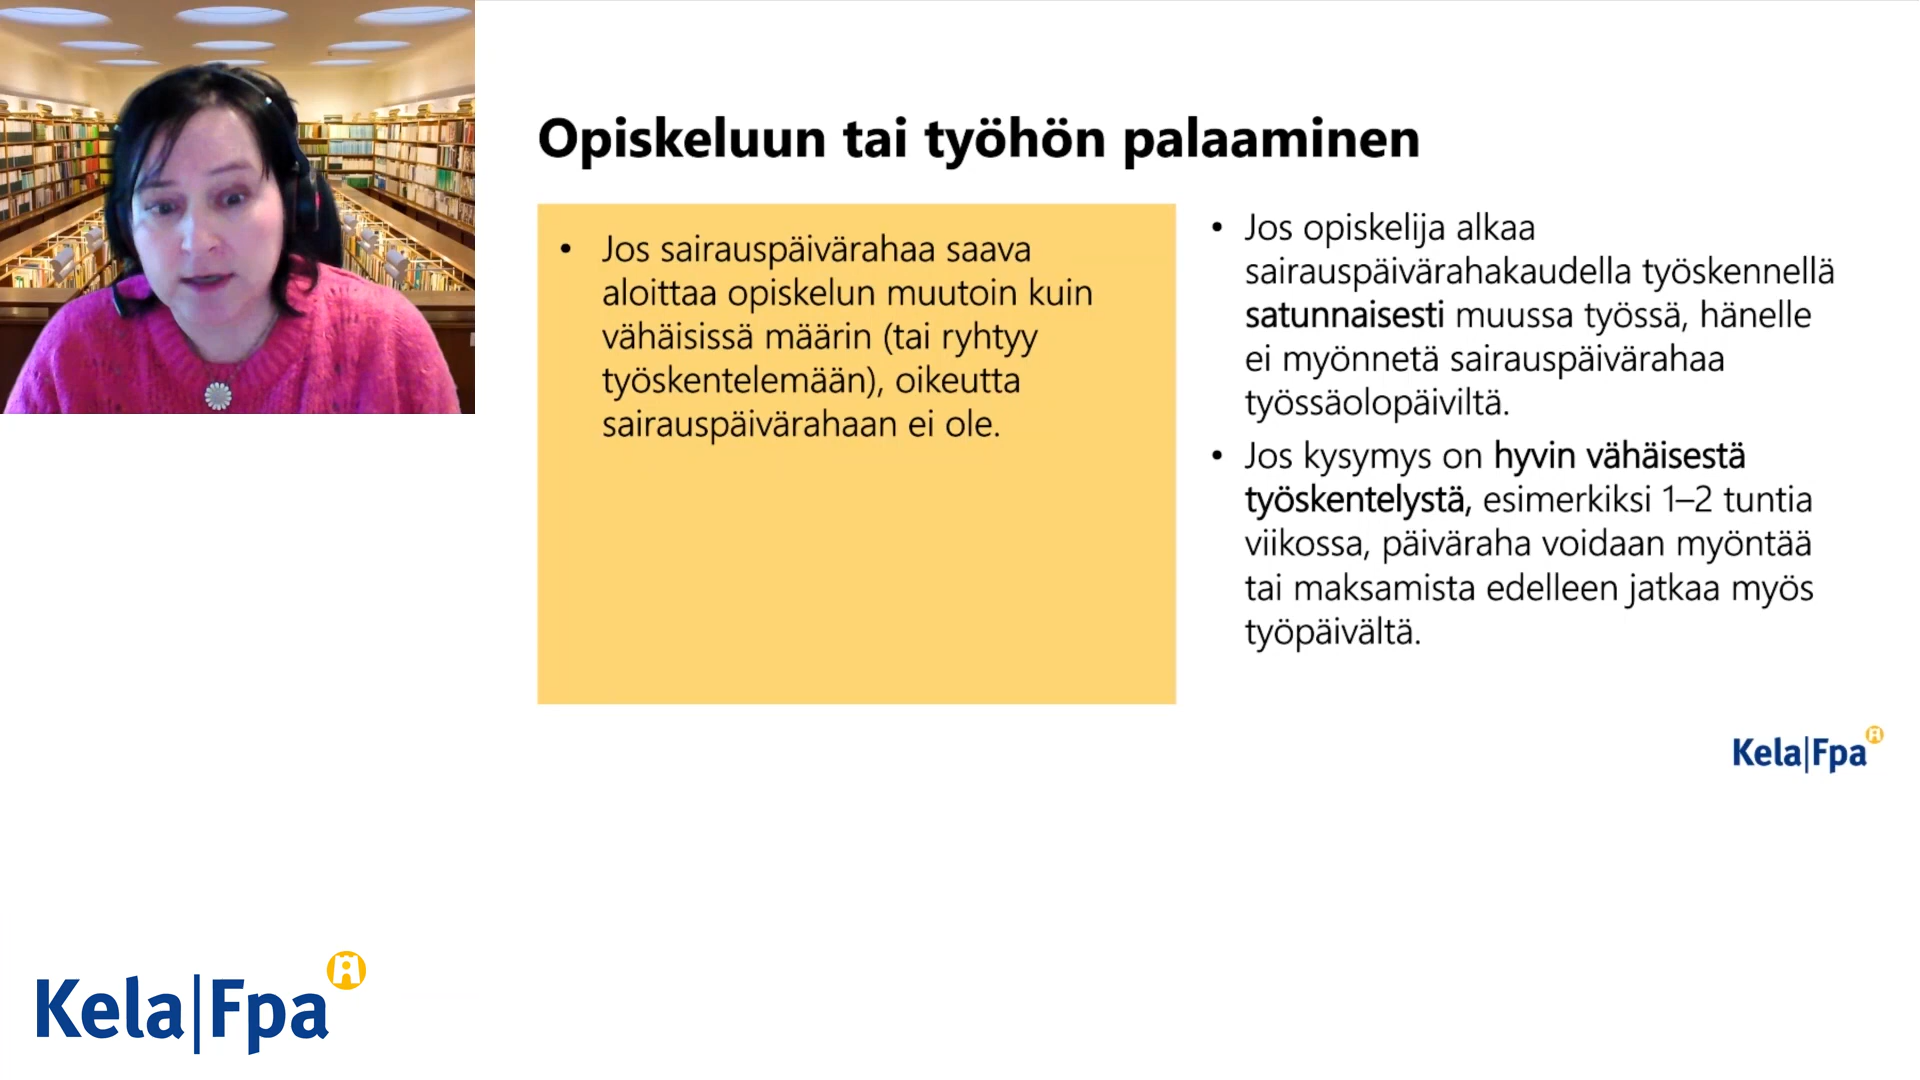 Opiskeluun tai työhön palaaminen
• Jos sairauspäivärahaa saava
aloittaa opiskelun muutoin kuin
vähäisissä määrin (tai ryhtyy
työskentelemään), oikeutta
sairauspäivärahaan ei ole.
• Jos opiskelija alkaa
sairauspäivärahakaudella työskennellä
satunnaisesti muussa työssä, hänelle
ei myönnetä sairauspäivärahaa
työssäolopäiviltä.
• Jos kysymys on hyvin vähäisestä
työskentelystä, esimerkiksi 1–2 tuntia
viikossa, päiväraha voidaan myöntää
tai maksamista edelleen jatkaa myös
työpäivältä.
Kela|Fpa
Kela|Fpa